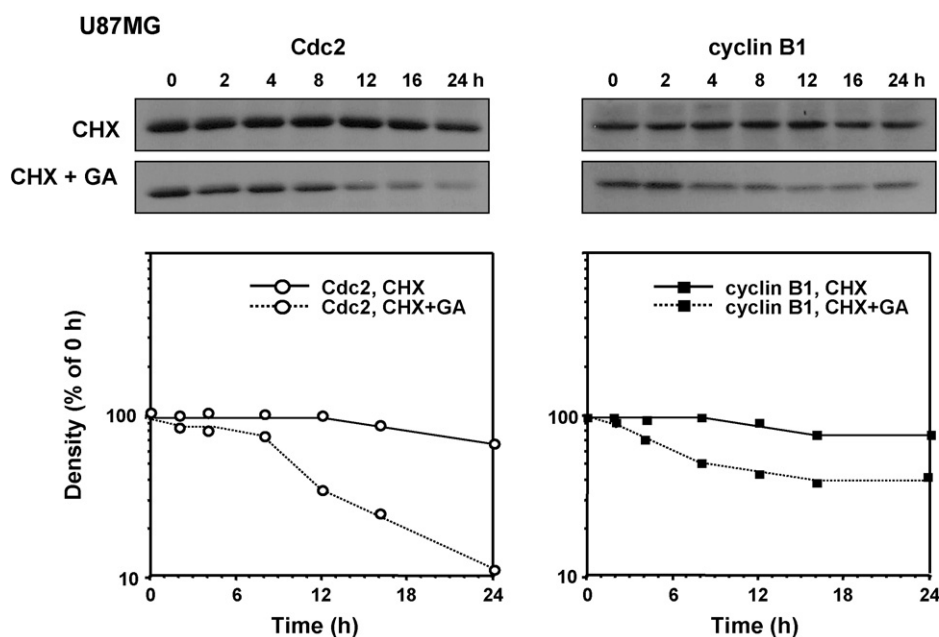 U87MG
Cdc2
cyclin B1
0 2 4 8 12 16 24 h
0 2 4 8 12 16 24 h
CHX
CHX + GA
Density (% of 0 h)
100
10
Cdc2, CHX
Cdc2, CHX+GA
0 6 12 18 24
Time (h)
100
10
cyclin B1, CHX
cyclin B1, CHX+GA
0 6 12 18 24
Time (h)